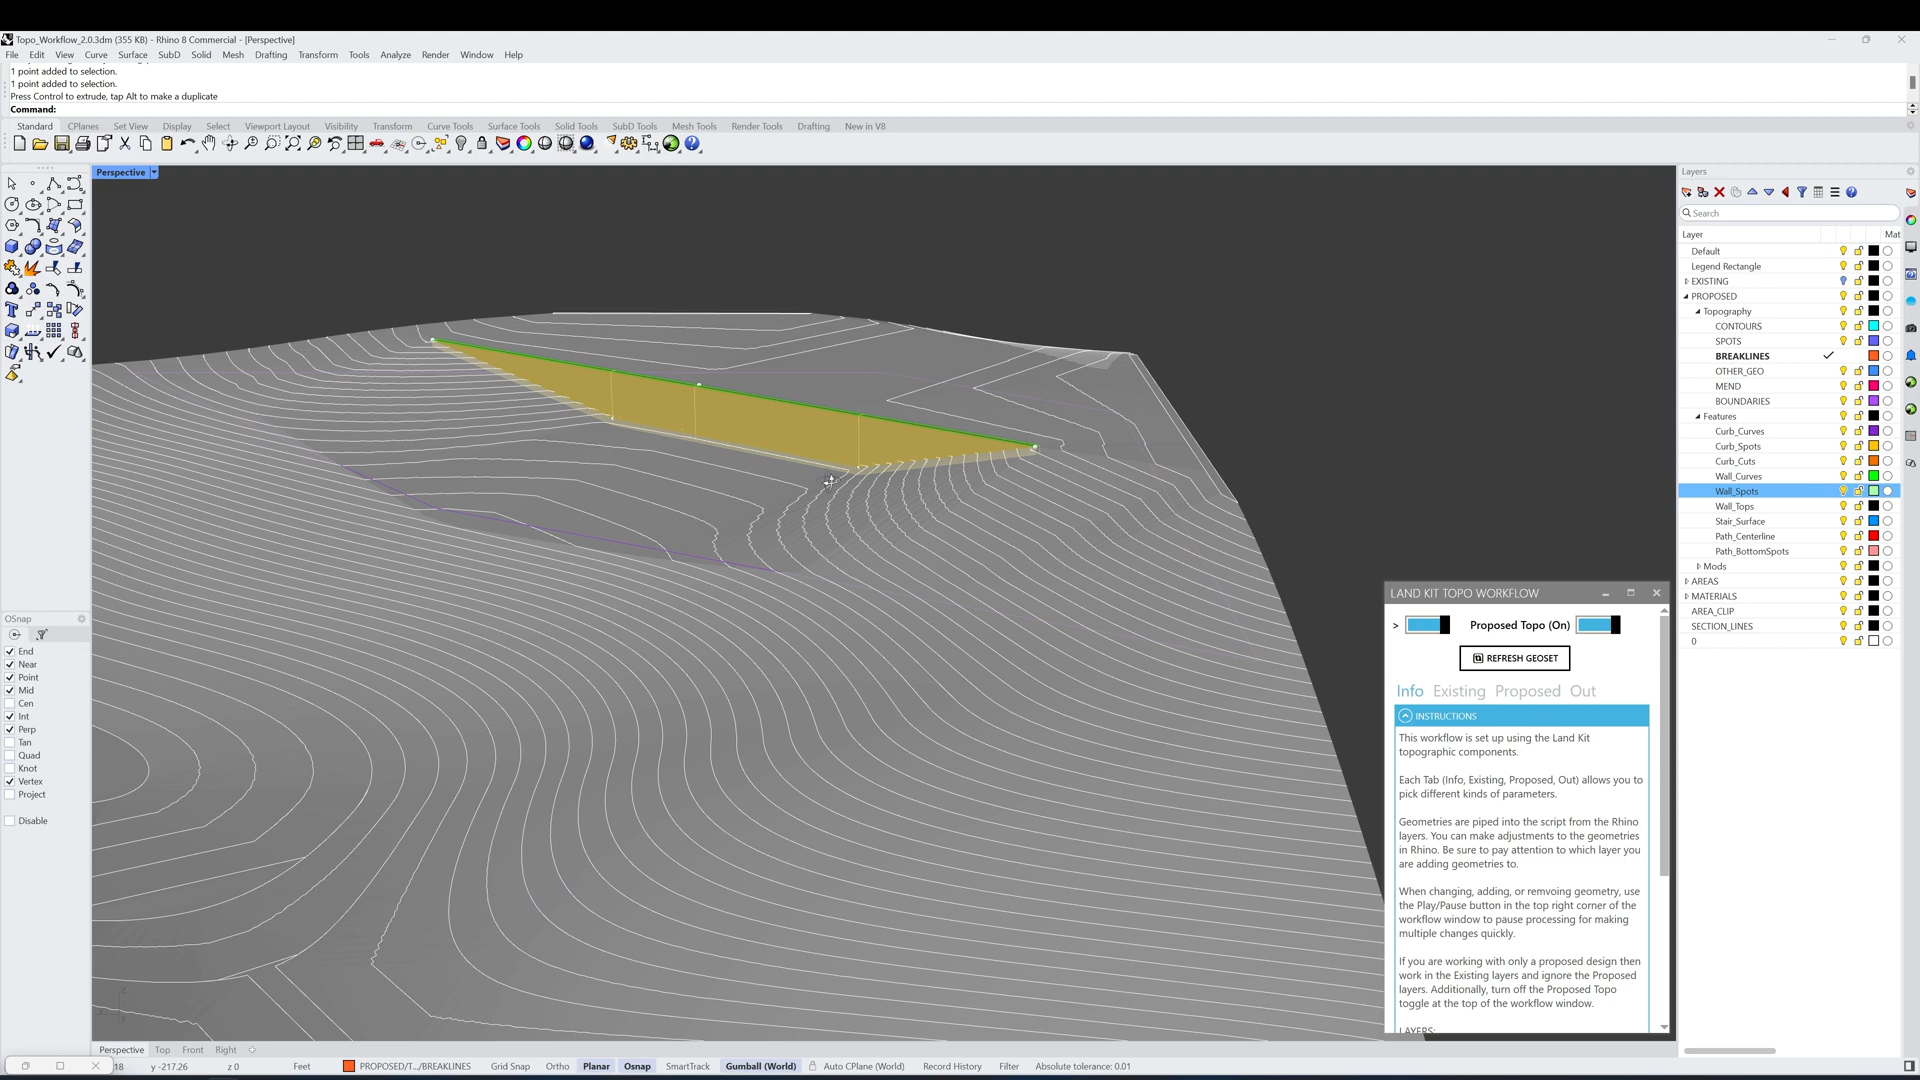 Topo_Workflow_2.0.3dm (355 KB) - Rhino 8 Commercial - [Perspective]
File Edit View Curve Surface SubD Solid Mesh Drafting Transform Tools Analyze Render Window Help
1 point added to selection.
1 point added to selection.
Press Control to extrude, tap Alt to make a duplicate
Command:
Standard CPlanes Set View Display Select Viewport Layout Visibility Transform Curve Tools Surface Tools Solid Tools SubD Tools Mesh Tools Render Tools Drafting New in V8
Perspective
OSnap
End
Near
Point
Mid
Cen
Int
Perp
Tan
Quad
Knot
Vertex
Project
Disable
Layers
Search
Layer Mat
Default
Legend Rectangle
EXISTING
PROPOSED
Topography
CONTOURS
SPOTS
BREAKLINES
OTHER_GEO
MEND
BOUNDARIES
Features
Curb_Curves
Curb_Spots
Curb_Cuts
Wall_Curves
Wall_Spots
Wall_Tops
Stair_Surface
Path_Centerline
Path_BottomSpots
Mods
AREAS
MATERIALS
AREA_CLIP
SECTION_LINES
0
LAND KIT TOPO WORKFLOW
> Proposed Topo (On)
REFRESH GEOSET
Info Existing Proposed Out
INSTRUCTIONS
This workflow is set up using the Land Kit
topographic components.
Each Tab (Info, Existing, Proposed, Out) allows you to
pick different kinds of parameters.
Geometries are piped into the script from the Rhino
layers. You can make adjustments to the geometries
in Rhino. Be sure to pay attention to which layer you
are adding geometries to.
When changing, adding, or remvoing geometry, use
the Play/Pause button in the top right corner of the
workflow window to pause processing for making
multiple changes quickly.
If you are working with only a proposed design then
work in the Existing layers and ignore the Proposed
layers. Additionally, turn off the Proposed Topo
toggle at the top of the workflow window.
LAYERS:
Perspective Top Front Right
18 y -217.26 z 0 Feet PROPOSED/T.../BREAKLINES Grid Snap Ortho Planar Osnap SmartTrack Gumball (World) Auto CPlane (World) Record History Filter Absolute tolerance: 0.01